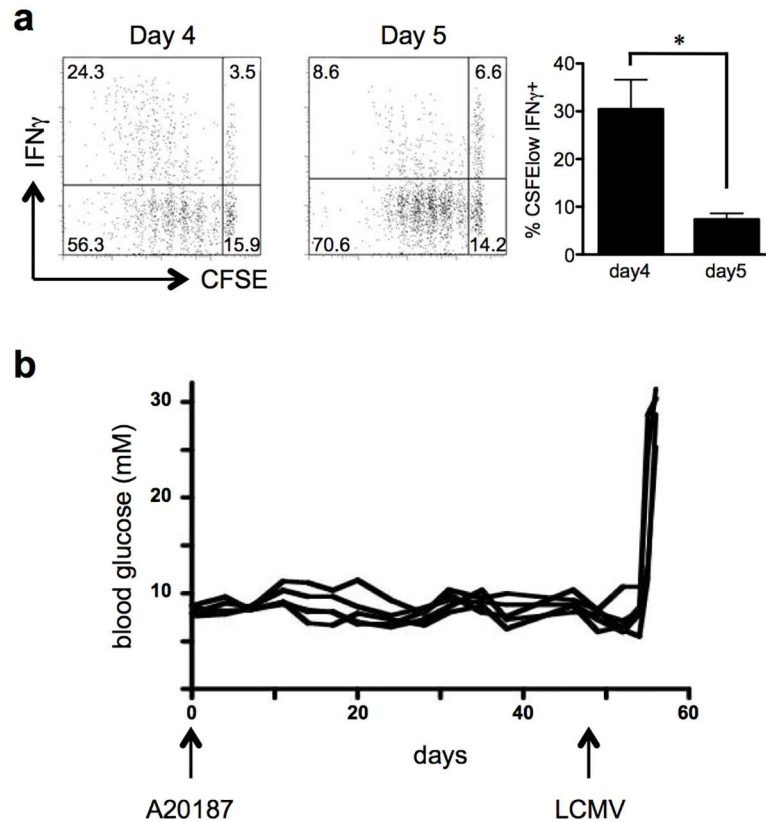 a
Day 4
Day 5
24.3
3.5
56.3
15.9
8.6
6.6
70.6
14.2
IFNγ
CFSE
*
% CSFElow IFNγ+
40
30
20
10
0
day4
day5
b
blood glucose (mM)
30
20
10
0
20
40
60
days
A20187
LCMV